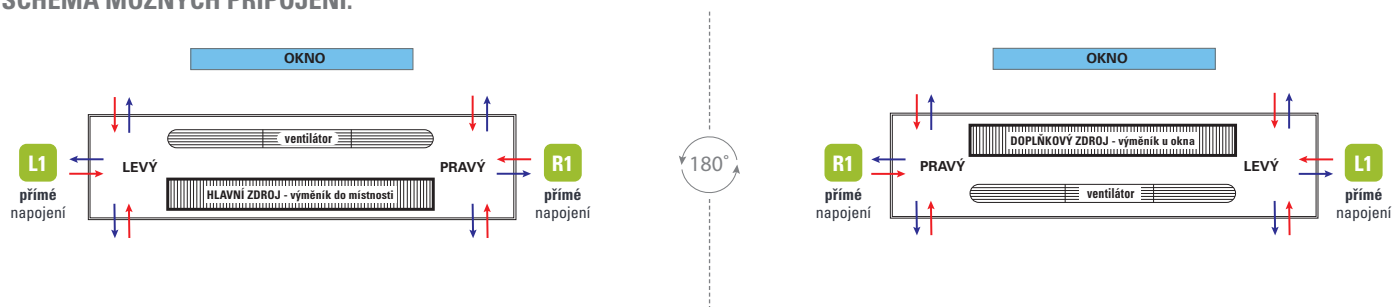 SCHÉMA MOŽNÝCH PŘIPOJENÍ:
OKNO
ventilátor
L1
LEVÝ
PRAVÝ
R1
HLAVNÍ ZDROJ - výměník do místnosti
přímé
napojení
přímé
napojení
180°
OKNO
DOPLŇKOVÝ ZDROJ - výměník u okna
R1
PRAVÝ
LEVÝ
L1
ventilátor
přímé
napojení
přímé
napojení